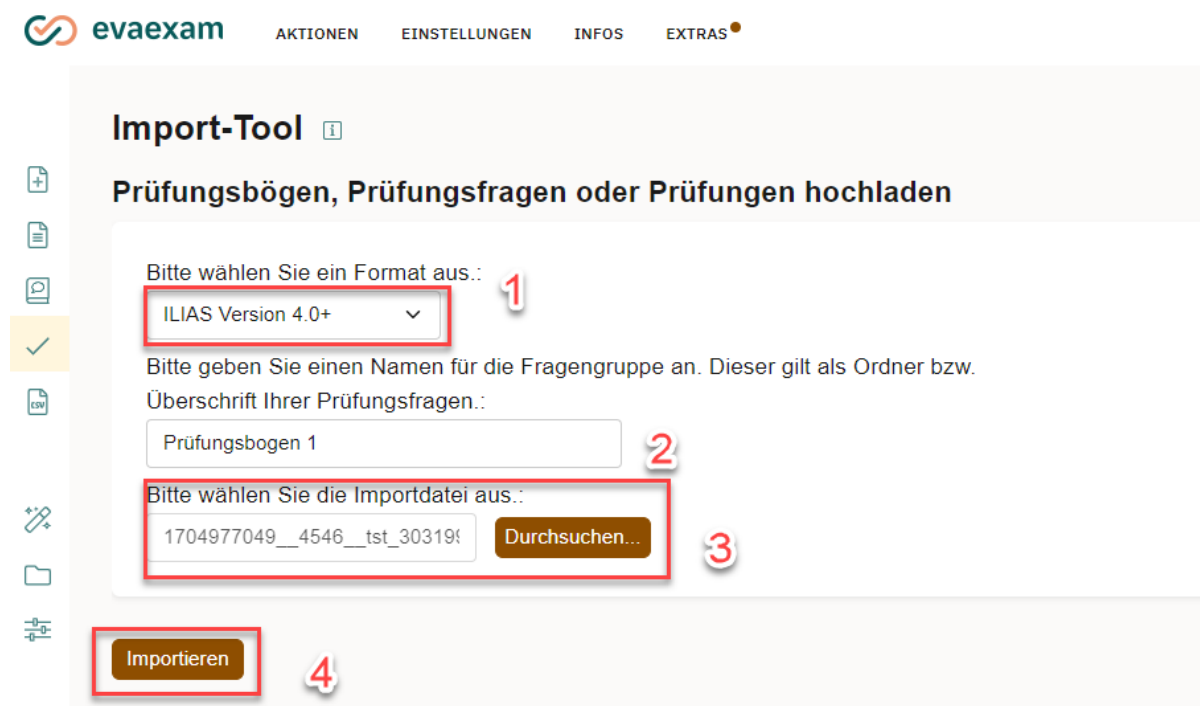 evaexam AKTIONEN EINSTELLUNGEN INFOS EXTRAS
Import-Tool i
Prüfungsbögen, Prüfungsfragen oder Prüfungen hochladen
Bitte wählen Sie ein Format aus.:
1
ILIAS Version 4.0+
Bitte geben Sie einen Namen für die Fragengruppe an. Dieser gilt als Ordner bzw.
Überschrift Ihrer Prüfungsfragen.:
CSV
Prüfungsbogen 1
2
Bitte wählen Sie die Importdatei aus.:
1704977049__4546__tst_303199 Durchsuchen...
3
Importieren
4